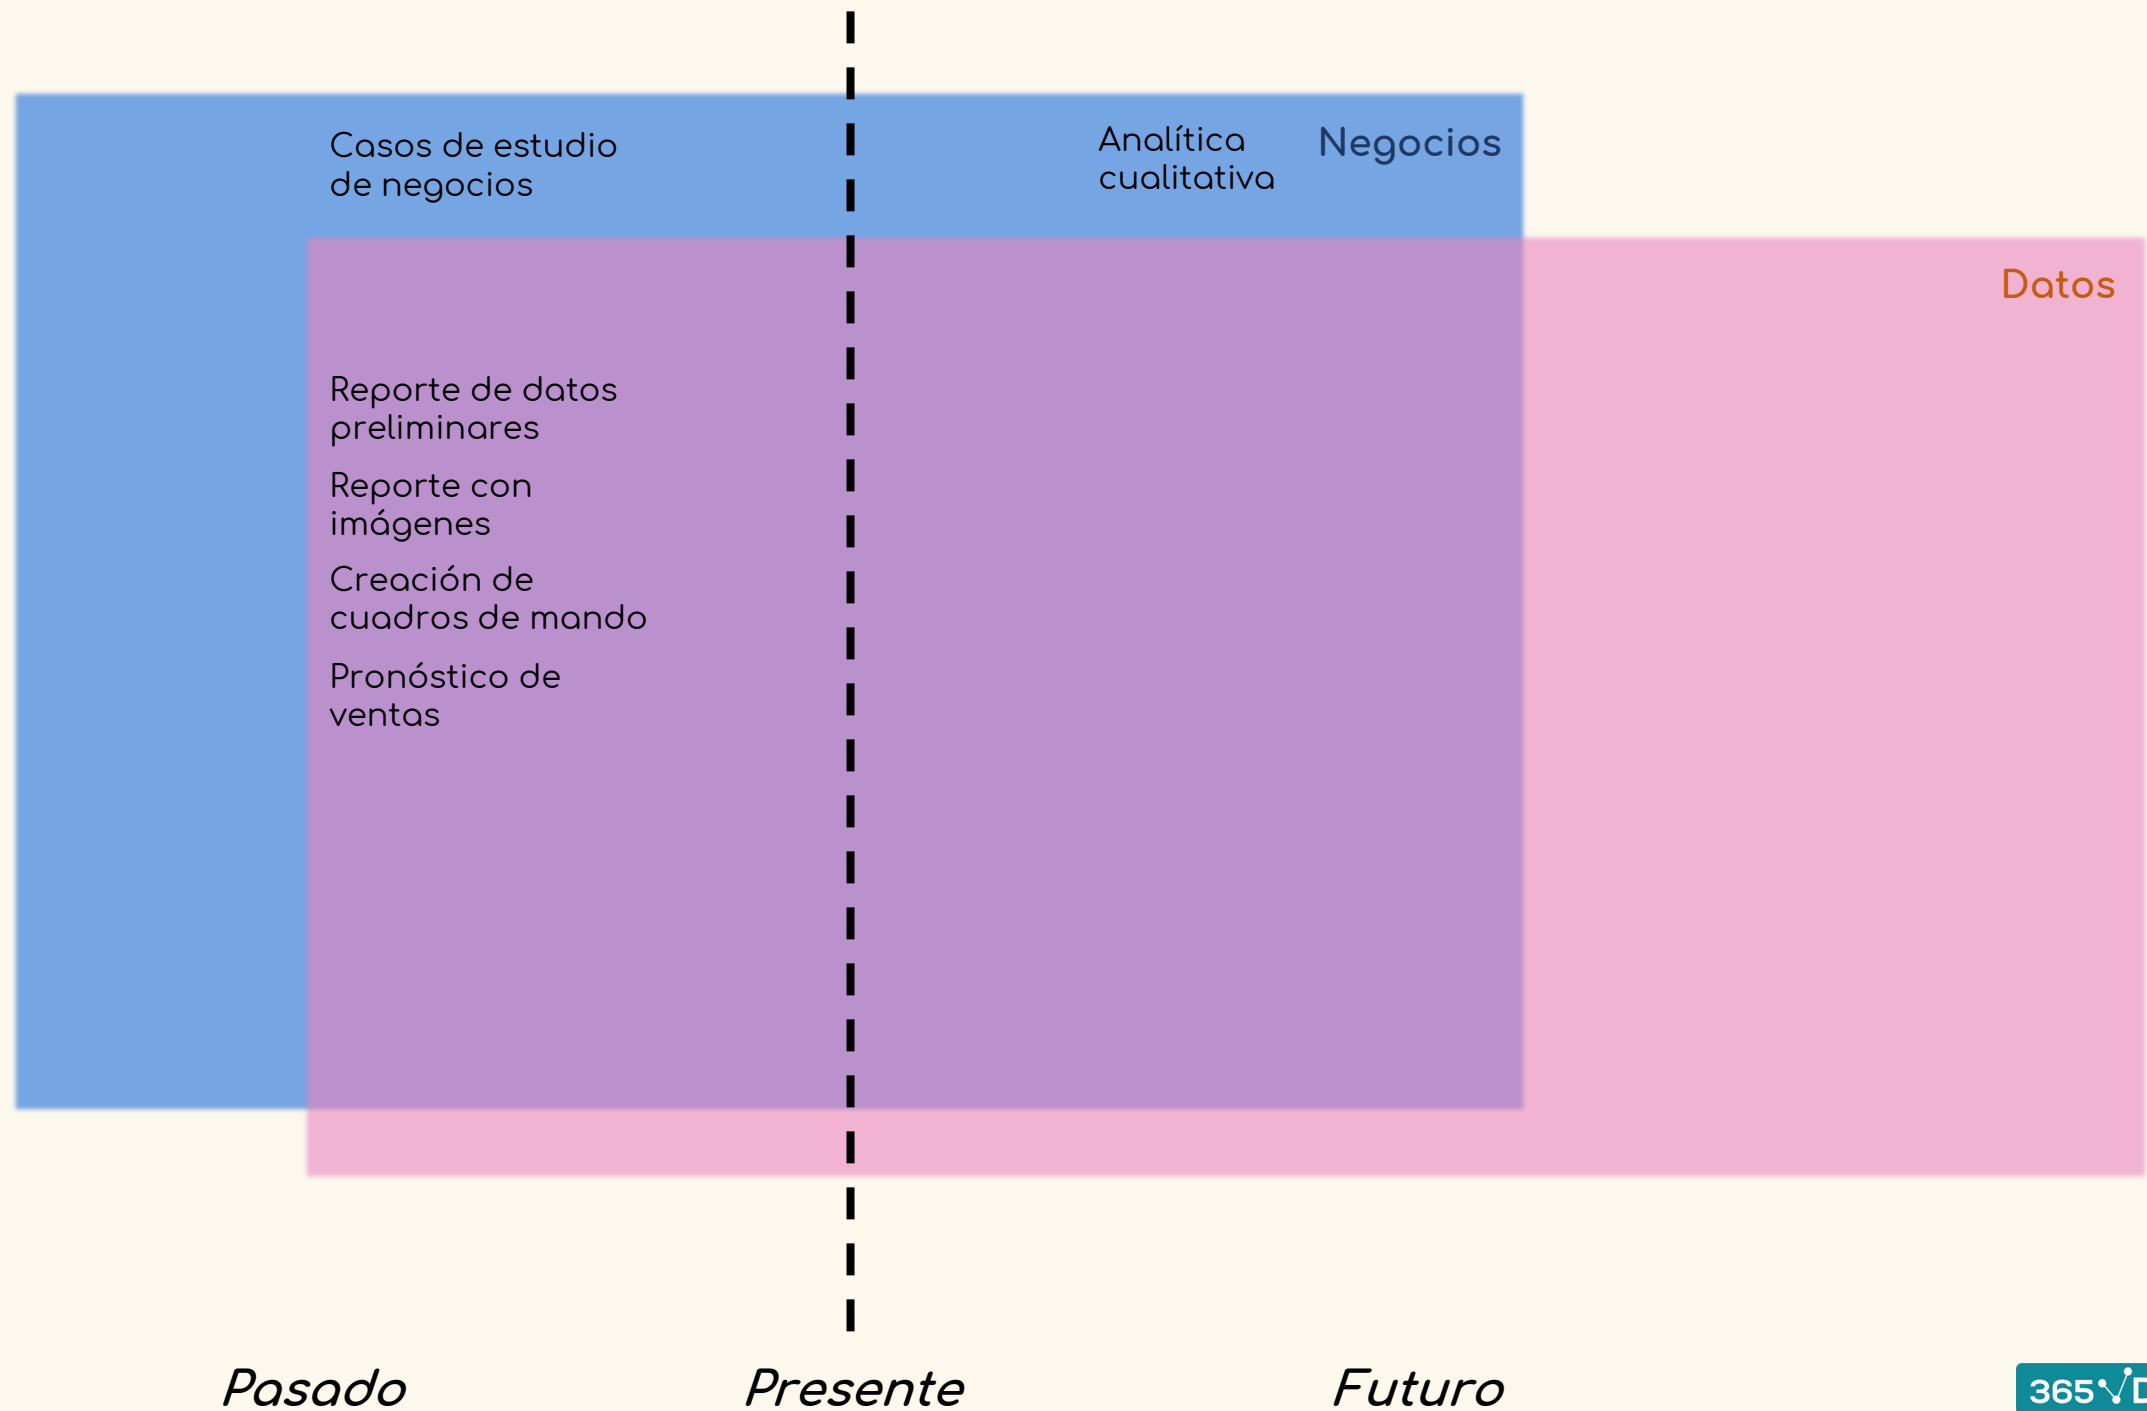 Casos de estudio
de negocios
Analítica
cualitativa
Negocios
Datos
Reporte de datos
preliminares
Reporte con
imágenes
Creación de
cuadros de mando
Pronóstico de
ventas
Pasado
Presente
Futuro
365 D